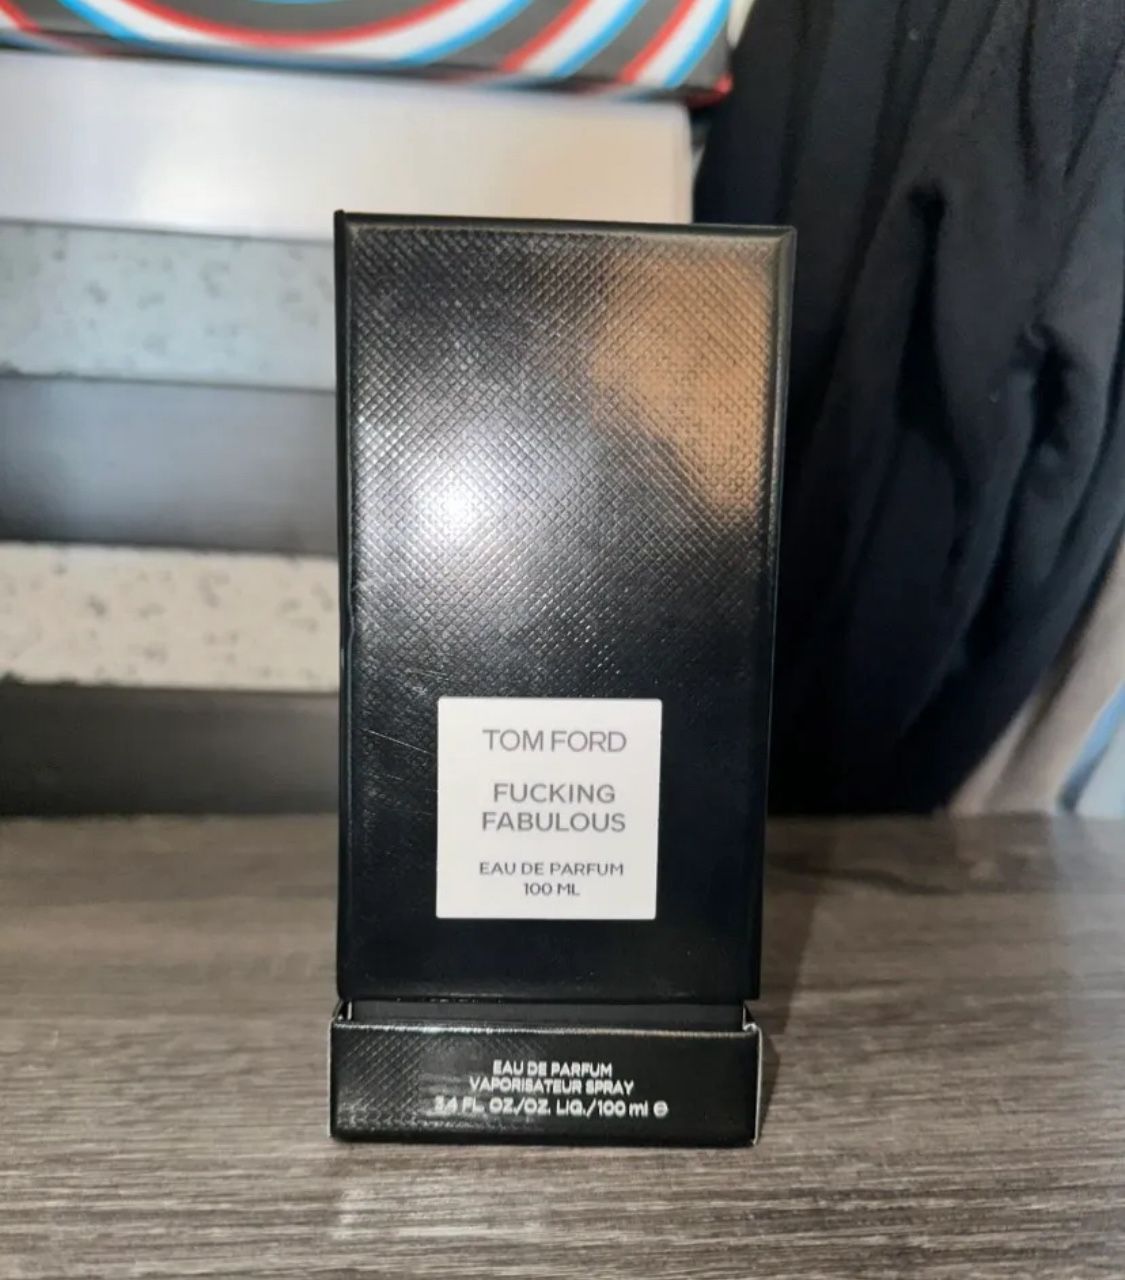 TOM FORD
FUCKING
FABULOUS
EAU DE PARFUM
100 ML
EAU DE PARFUM
VAPORISATEUR SPRAY
3.4 FL. OZ./OZ. LIQ./100 ml ℮